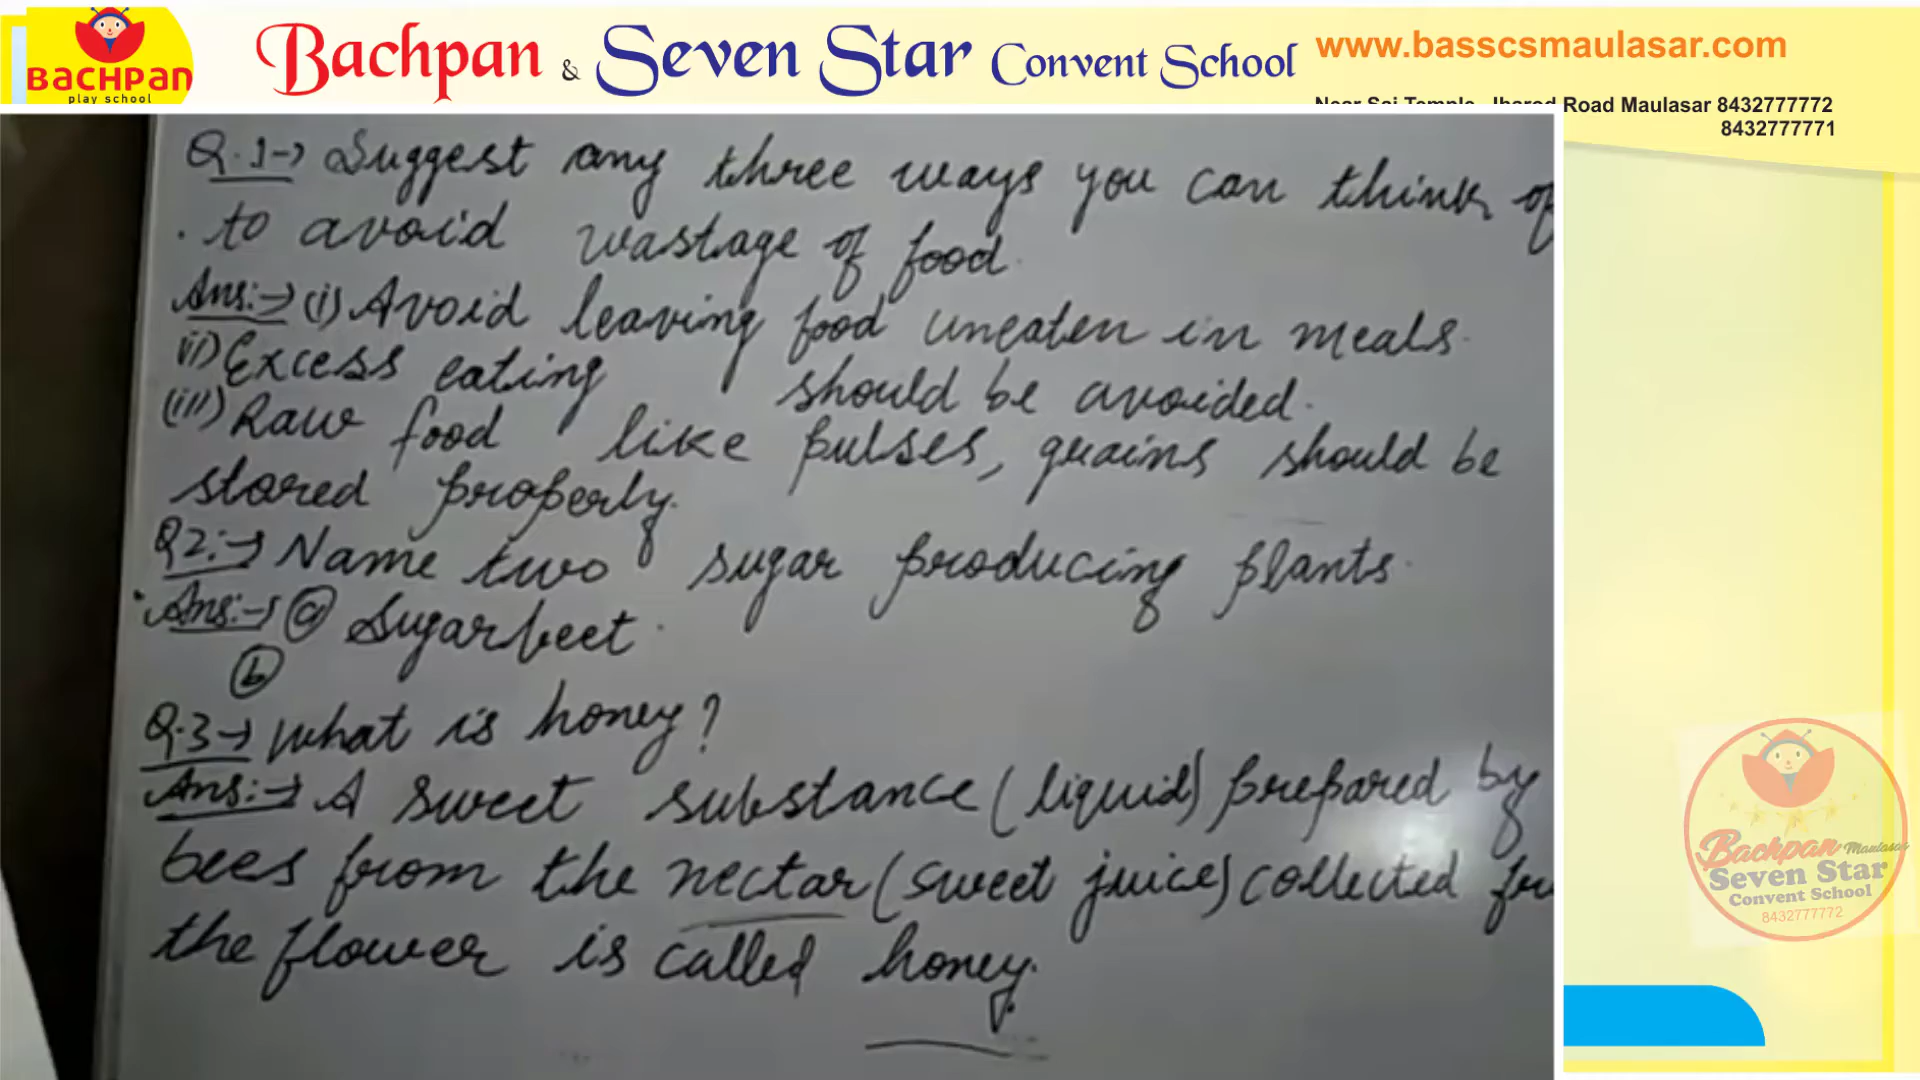 BACHPAN
play school
Bachpan & Seven Star Convent School
www.basscsmaulasar.com
Near Sai Temple, Jharod Road Maulasar 8432777772
8432777771
Q.1→ Suggest any three ways you can think of
to avoid wastage of food.
Ans:→ (i) Avoid leaving food uneaten in meals.
ii) Excess eating should be avoided.
(iii) Raw food like pulses, grains should be
stored properly.
Q2:→ Name two sugar producing plants.
Ans:→ (a) Sugarbeet.
(b)
Q.3→ What is honey?
Ans:→ A sweet substance (liquid) prepared by
bees from the nectar (sweet juice) collected
the flower is called honey.
Bachpan Maulasar
Seven Star
Convent School
8432777772